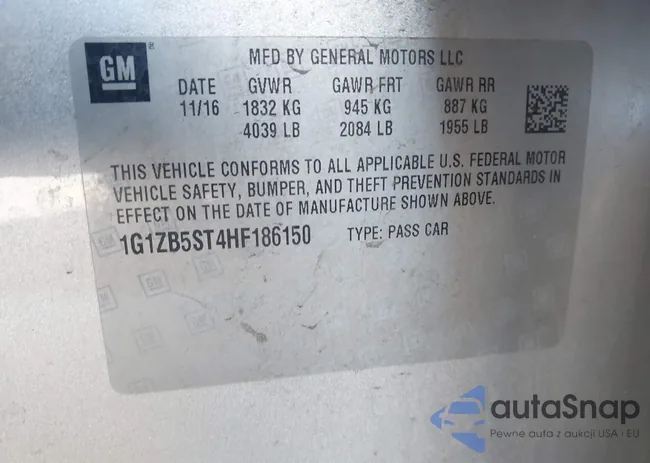 GM ®
MFD BY GENERAL MOTORS LLC
DATE GVWR GAWR FRT GAWR RR
11/16 1832 KG 945 KG 887 KG
4039 LB 2084 LB 1955 LB
THIS VEHICLE CONFORMS TO ALL APPLICABLE U.S. FEDERAL MOTOR
VEHICLE SAFETY, BUMPER, AND THEFT PREVENTION STANDARDS IN
EFFECT ON THE DATE OF MANUFACTURE SHOWN ABOVE.
1G1ZB5ST4HF186150 TYPE: PASS CAR
autaSnap
Pewne auta z aukcji USA i EU